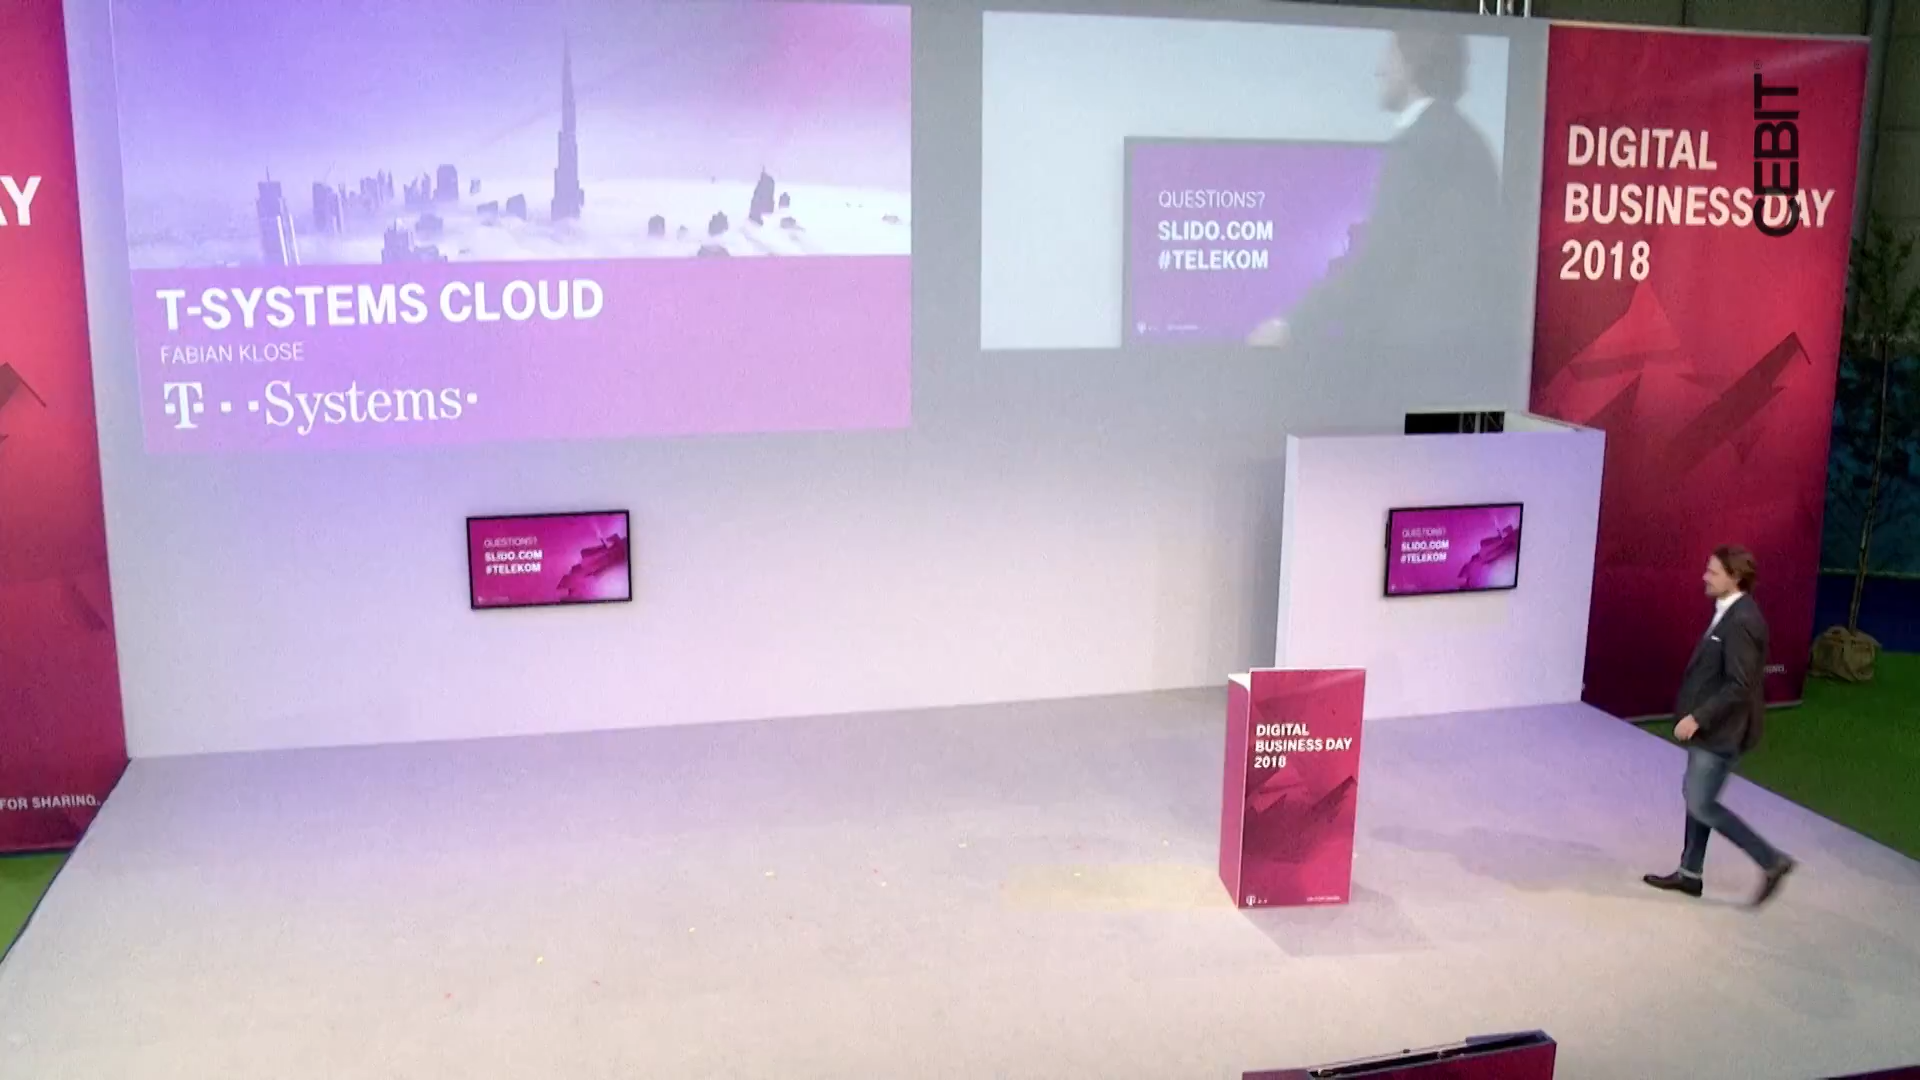 AY
FOR SHARING.
T-SYSTEMS CLOUD
FABIAN KLOSE
T··Systems·
QUESTIONS?
SLIDO.COM
#TELEKOM
CEBIT®
DIGITAL
BUSINESS DAY
2018
QUESTIONS?
SLIDO.COM
#TELEKOM
QUESTIONS?
SLIDO.COM
#TELEKOM
DIGITAL
BUSINESS DAY
2018